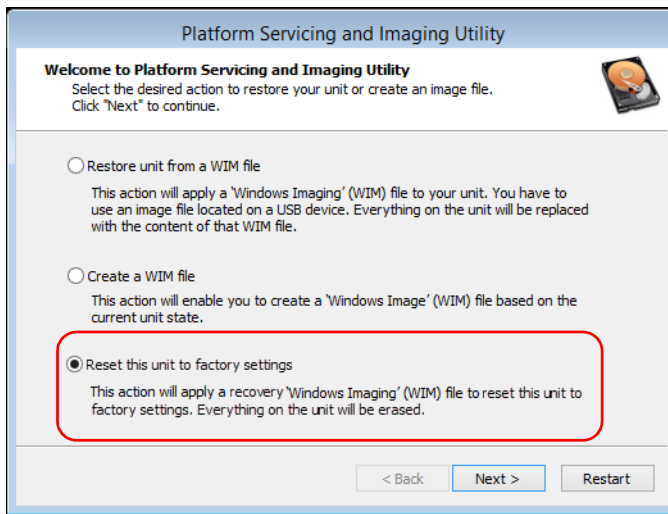 Platform Servicing and Imaging Utility
Welcome to Platform Servicing and Imaging Utility
Select the desired action to restore your unit or create an image file.
Click "Next" to continue.
Restore unit from a WIM file
This action will apply a 'Windows Imaging' (WIM) file to your unit. You have to
use an image file located on a USB device. Everything on the unit will be replaced
with the content of that WIM file.
Create a WIM file
This action will enable you to create a 'Windows Image' (WIM) file based on the
current unit state.
Reset this unit to factory settings
This action will apply a recovery 'Windows Imaging' (WIM) file to reset this unit to
factory settings. Everything on the unit will be erased.
< Back Next > Restart